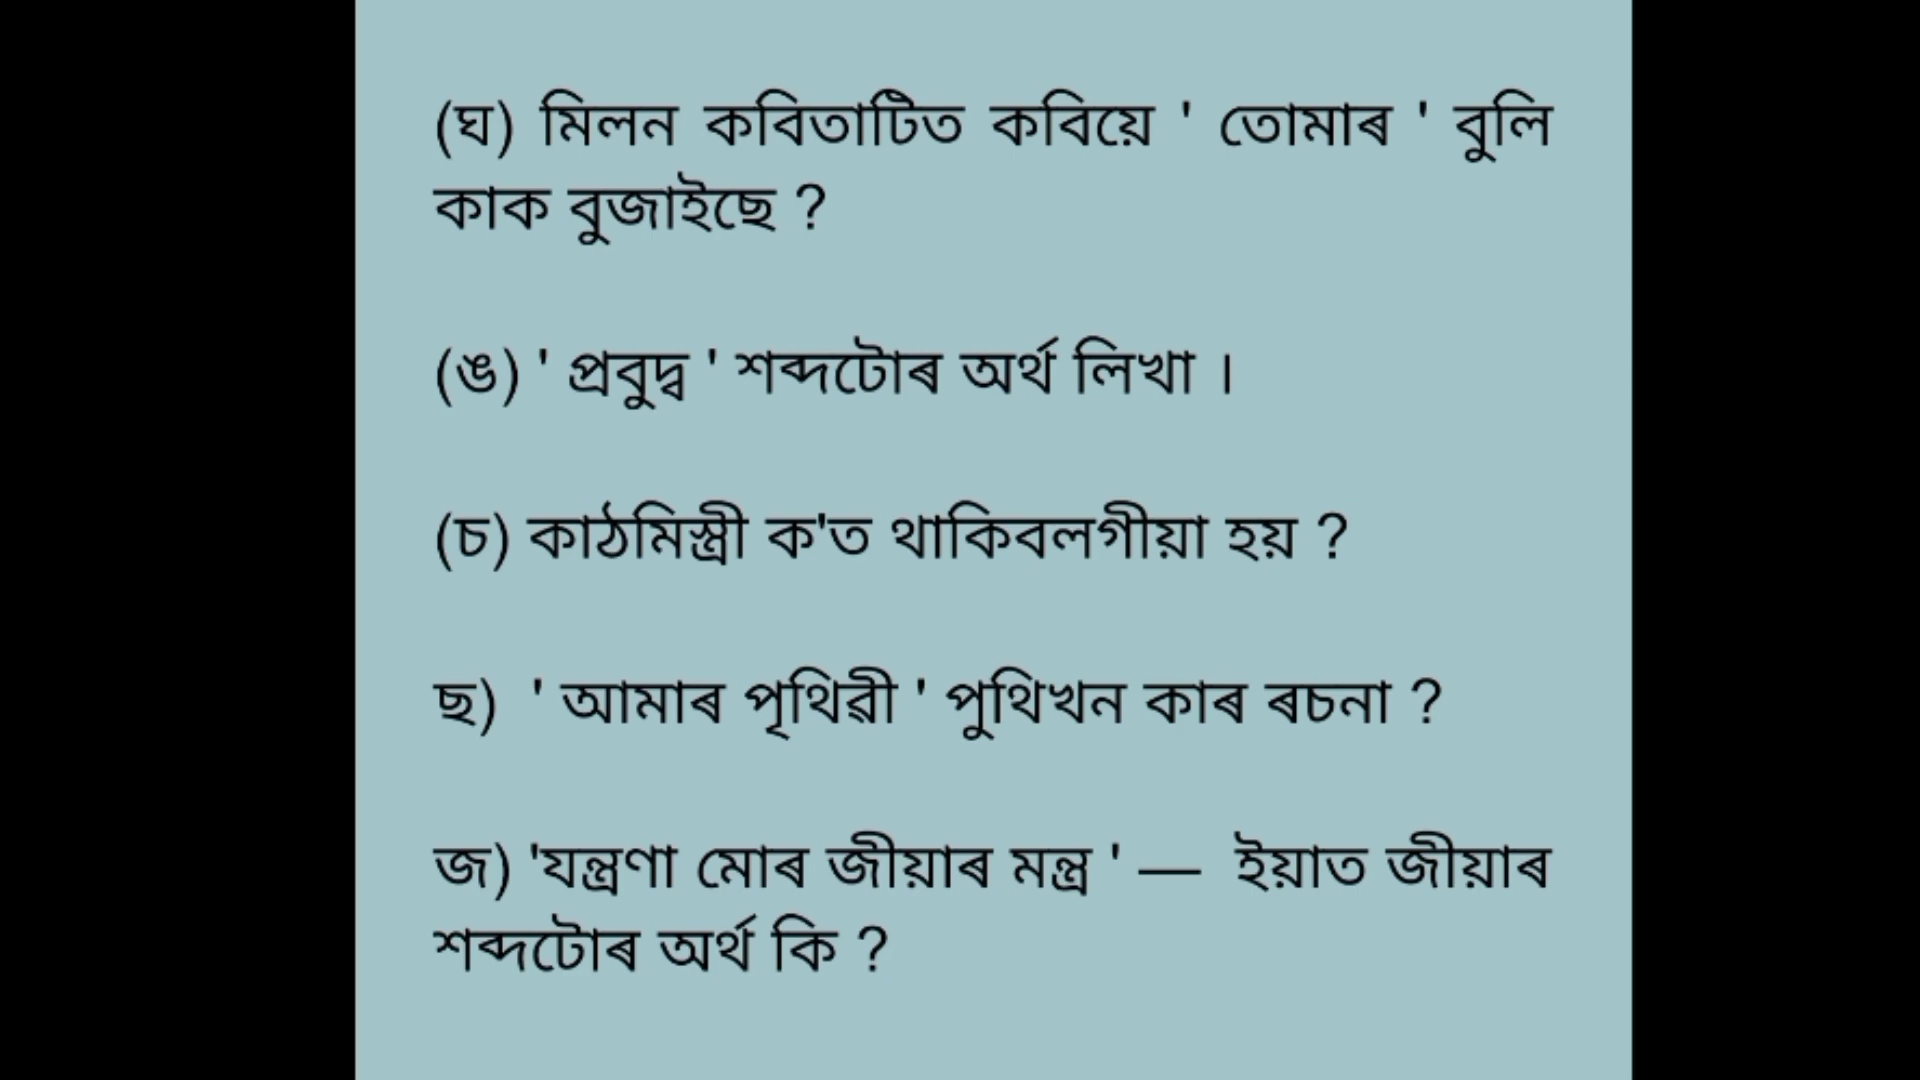 (ঘ) মিলন কবিতাটিত কবিয়ে ' তোমাৰ ' বুলি
কাক বুজাইছে ?
(ঙ) ' প্ৰবুদ্ব ' শব্দটোৰ অৰ্থ লিখা ।
(চ) কাঠমিস্ত্ৰী ক'ত থাকিবলগীয়া হয় ?
ছ) ' আমাৰ পৃথিৱী ' পুথিখন কাৰ ৰচনা ?
জ) 'যন্ত্ৰণা মোৰ জীয়াৰ মন্ত্ৰ ' — ইয়াত জীয়াৰ
শব্দটোৰ অৰ্থ কি ?